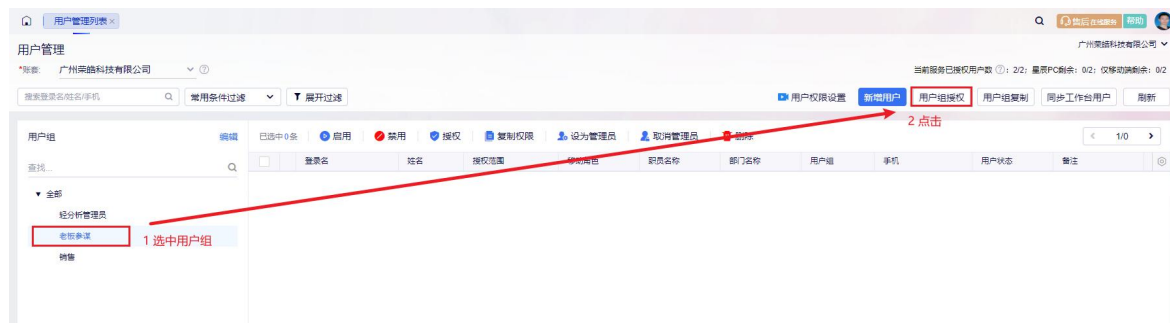 用户管理列表 ×
售后在线服务 帮助
用户管理
广州荣皓科技有限公司
*账套: 广州荣皓科技有限公司
当前服务已授权用户数 ?: 2/2; 星辰PC剩余: 0/2; 仅移动端剩余: 0/2
搜索登录名/姓名/手机 常用条件过滤 展开过滤 用户权限设置 新增用户 用户组授权 用户组复制 同步工作台用户 刷新
2 点击
用户组 编辑 已选中0条 启用 禁用 授权 复制权限 设为管理员 取消管理员 删除 < 1/0 >
查找... 登录名 姓名 授权范围 移动角色 职员名称 部门名称 用户组 手机 用户状态 备注
全部
轻分析管理员
老板参谋 1 选中用户组
销售